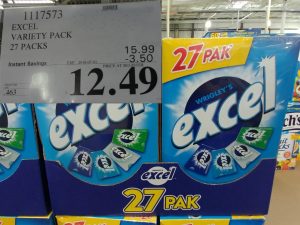 1117573
EXCEL
VARIETY PACK
27 PACKS
15.99
Instant Savings
-3.50
12.49
463
27 PAK
WRIGLEY'S
excel
excel
excel
27 PAK